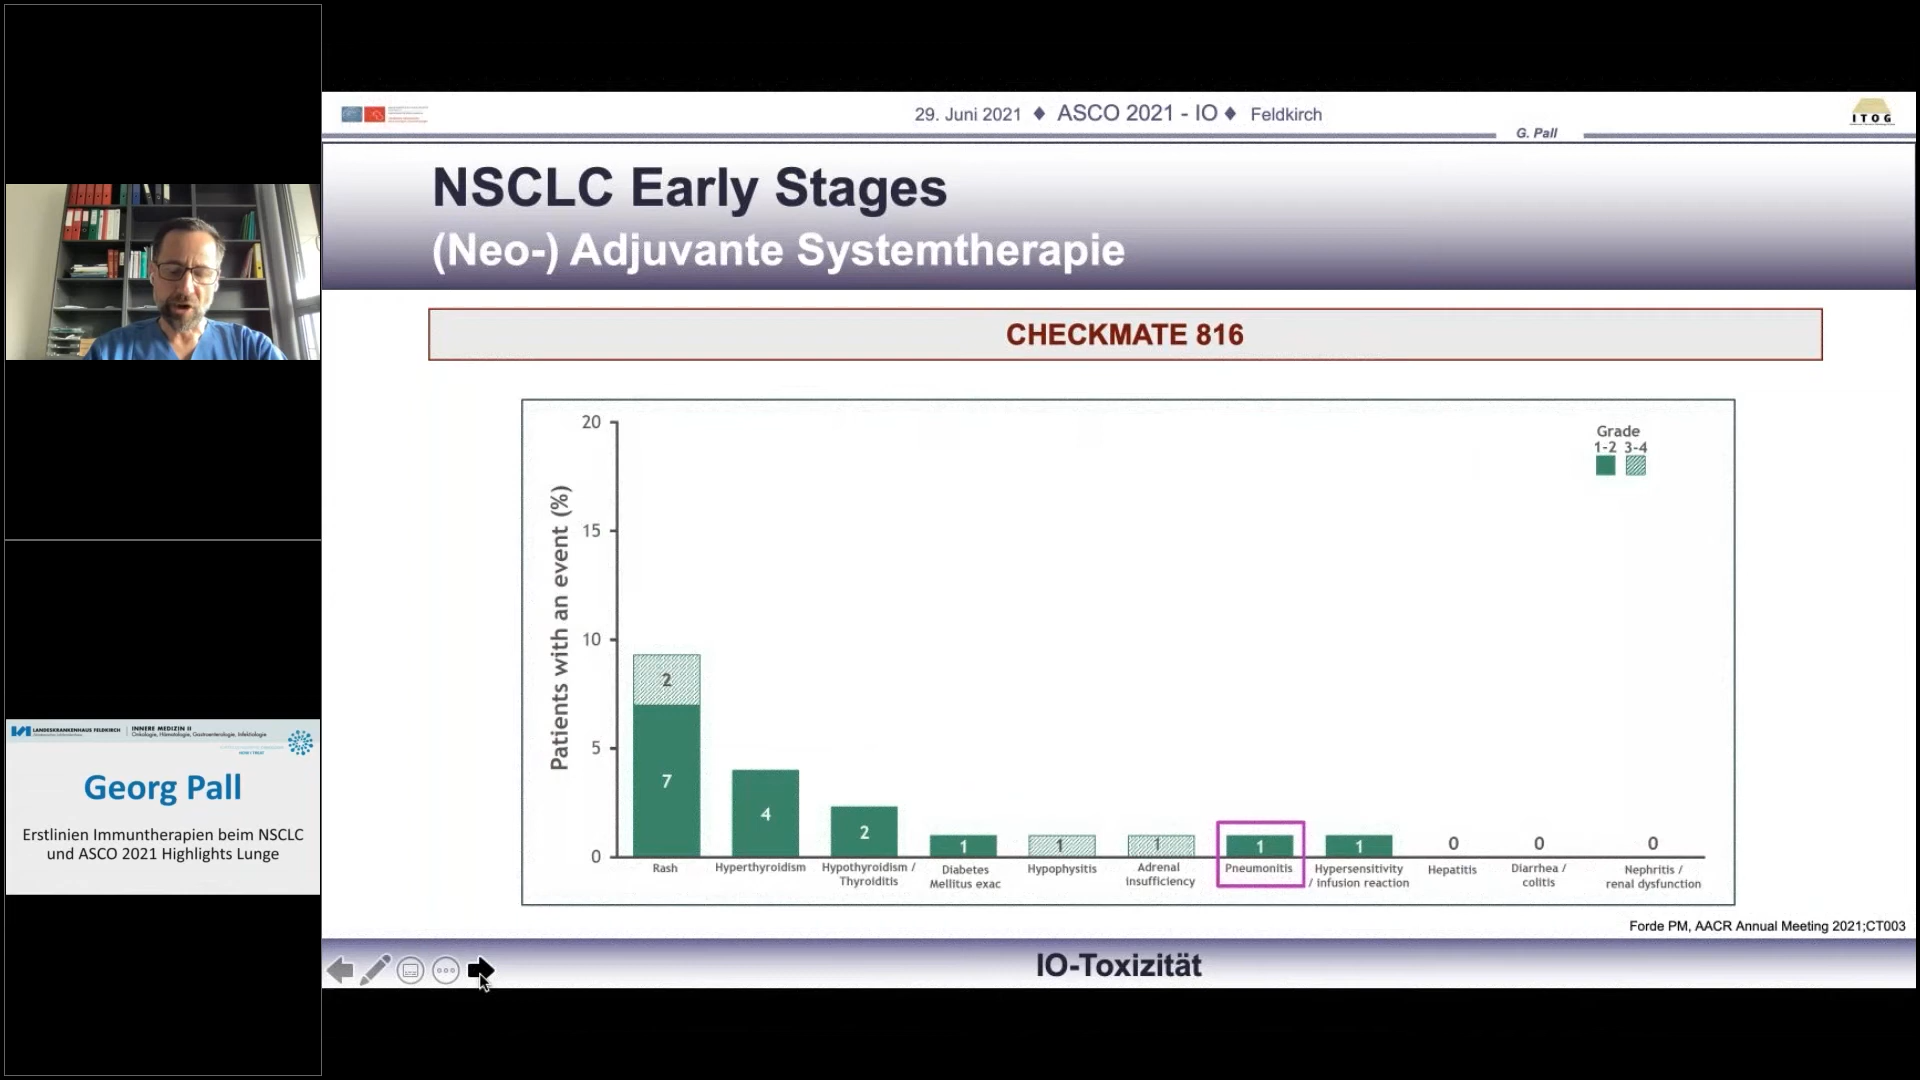 29. Juni 2021 ♦ ASCO 2021 - IO ♦ Feldkirch
ITOG
G. Pall
NSCLC Early Stages
(Neo-) Adjuvante Systemtherapie
CHECKMATE 816
Patients with an event (%)
20
15
10
5
0
Grade
1-2 3-4
2
7
4
2
1
1
1
1
1
0
0
0
Rash
Hyperthyroidism
Hypothyroidism /
Thyroiditis
Diabetes
Mellitus exac
Hypophysitis
Adrenal
insufficiency
Pneumonitis
Hypersensitivity
/ infusion reaction
Hepatitis
Diarrhea /
colitis
Nephritis /
renal dysfunction
Forde PM, AACR Annual Meeting 2021;CT003
IO-Toxizität
LANDESKRANKENHAUS FELDKIRCH
INNERE MEDIZIN II
Onkologie, Hämatologie, Gastroenterologie, Infektiologie
Georg Pall
Erstlinien Immuntherapien beim NSCLC
und ASCO 2021 Highlights Lunge